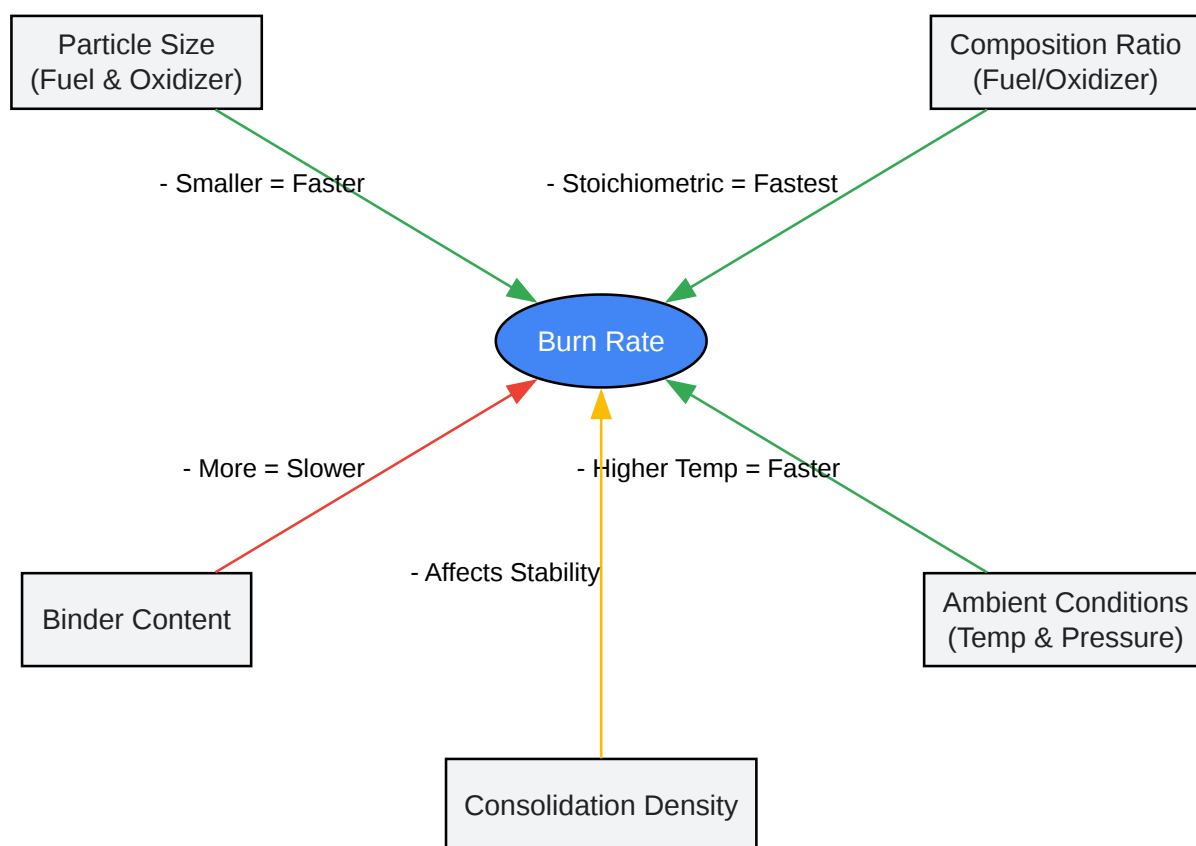 Particle Size
(Fuel & Oxidizer)
Composition Ratio
(Fuel/Oxidizer)
- Smaller = Faster
- Stoichiometric = Fastest
Burn Rate
- More = Slower
- Higher Temp = Faster
- Affects Stability
Binder Content
Ambient Conditions
(Temp & Pressure)
Consolidation Density